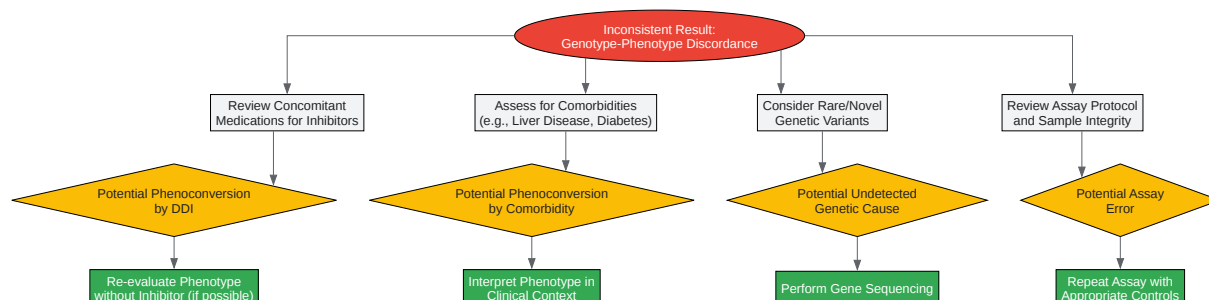 Inconsistent Result:
Genotype-Phenotype Discordance
Review Concomitant
Medications for Inhibitors
Assess for Comorbidities
(e.g., Liver Disease, Diabetes)
Consider Rare/Novel
Genetic Variants
Review Assay Protocol
and Sample Integrity
Potential Phenoconversion
by DDI
Potential Phenoconversion
by Comorbidity
Potential Undetected
Genetic Cause
Potential Assay
Error
Re-evaluate Phenotype
without Inhibitor (if possible)
Interpret Phenotype in
Clinical Context
Perform Gene Sequencing
Repeat Assay with
Appropriate Controls